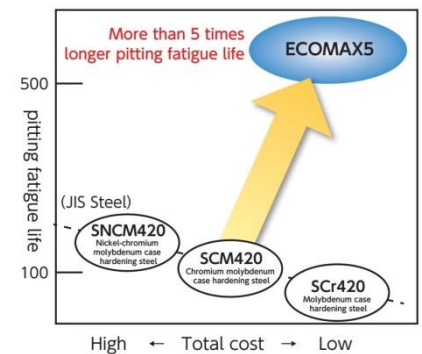 More than 5 times
longer pitting fatigue life
ECOMAX5
500
pitting fatigue life
(JIS Steel)
SNCM420
Nickel-chromium
molybdenum case
hardening steel
SCM420
Chromium molybdenum
case hardening steel
100
SCr420
Molybdenum case
hardening steel
High ← Total cost → Low